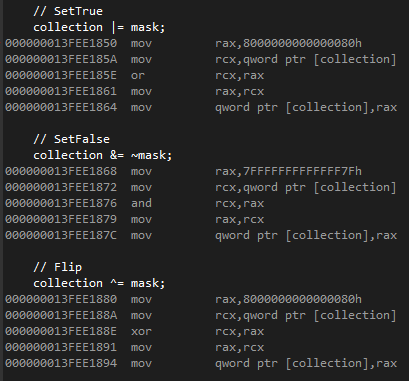 // SetTrue
collection |= mask;
000000013FEE1850 mov rax,8000000000000080h
000000013FEE185A mov rcx,qword ptr [collection]
000000013FEE185E or rcx,rax
000000013FEE1861 mov rax,rcx
000000013FEE1864 mov qword ptr [collection],rax
// SetFalse
collection &= ~mask;
000000013FEE1868 mov rax,7FFFFFFFFFFFFF7Fh
000000013FEE1872 mov rcx,qword ptr [collection]
000000013FEE1876 and rcx,rax
000000013FEE1879 mov rax,rcx
000000013FEE187C mov qword ptr [collection],rax
// Flip
collection ^= mask;
000000013FEE1880 mov rax,8000000000000080h
000000013FEE188A mov rcx,qword ptr [collection]
000000013FEE188E xor rcx,rax
000000013FEE1891 mov rax,rcx
000000013FEE1894 mov qword ptr [collection],rax